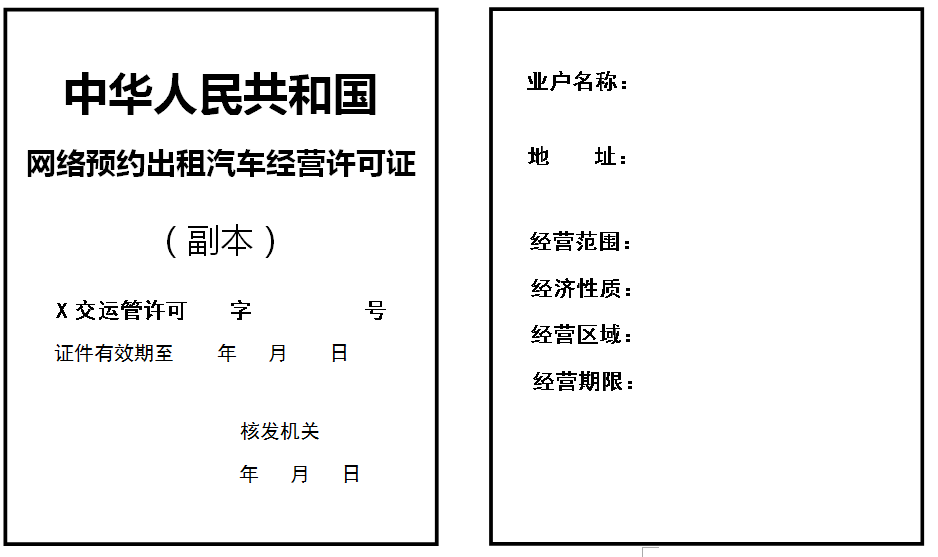 中华人民共和国
网络预约出租汽车经营许可证
（副本）
X 交运管许可 字 号
证件有效期至 年 月 日
核发机关
年 月 日
业户名称：
地 址：
经营范围：
经济性质：
经营区域：
经营期限：